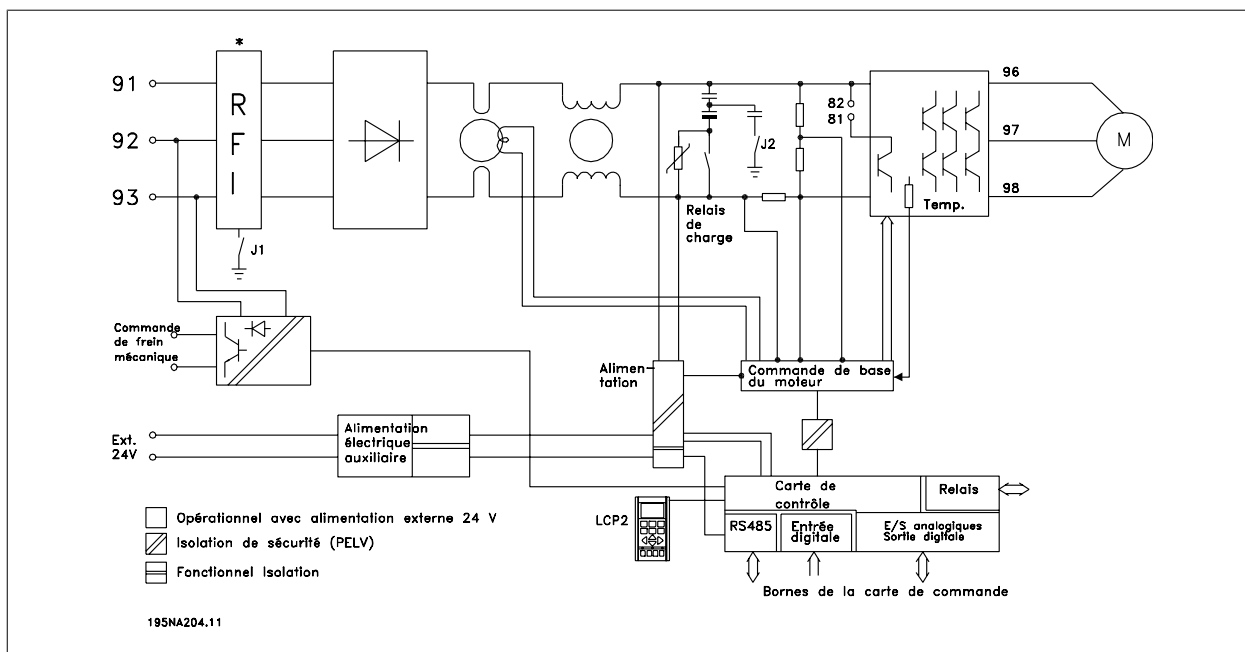 *
91
92
93
R
F
I
J1
82
81
J2
Relais
de
charge
Temp.
96
97
98
M
Commande
de frein
mécanique
Alimen-
tation
Commande de base
du moteur
Ext.
24V
Alimentation
électrique
auxiliaire
Carte de
contrôle
Relais
LCP2
RS485
Entrée
digitale
E/S analogiques
Sortie digitale
Bornes de la carte de commande
Opérationnel avec alimentation externe 24 V
Isolation de sécurité (PELV)
Fonctionnel Isolation
195NA204.11